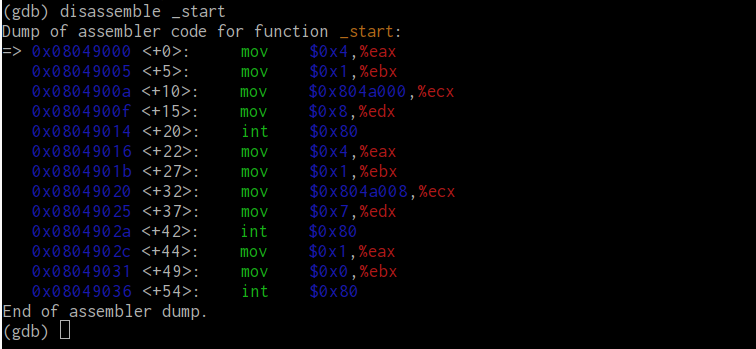 (gdb) disassemble _start
Dump of assembler code for function _start:
=> 0x08049000 <+0>:     mov    $0x4,%eax
   0x08049005 <+5>:     mov    $0x1,%ebx
   0x0804900a <+10>:    mov    $0x804a000,%ecx
   0x0804900f <+15>:    mov    $0x8,%edx
   0x08049014 <+20>:    int    $0x80
   0x08049016 <+22>:    mov    $0x4,%eax
   0x0804901b <+27>:    mov    $0x1,%ebx
   0x08049020 <+32>:    mov    $0x804a008,%ecx
   0x08049025 <+37>:    mov    $0x7,%edx
   0x0804902a <+42>:    int    $0x80
   0x0804902c <+44>:    mov    $0x1,%eax
   0x08049031 <+49>:    mov    $0x0,%ebx
   0x08049036 <+54>:    int    $0x80
End of assembler dump.
(gdb)